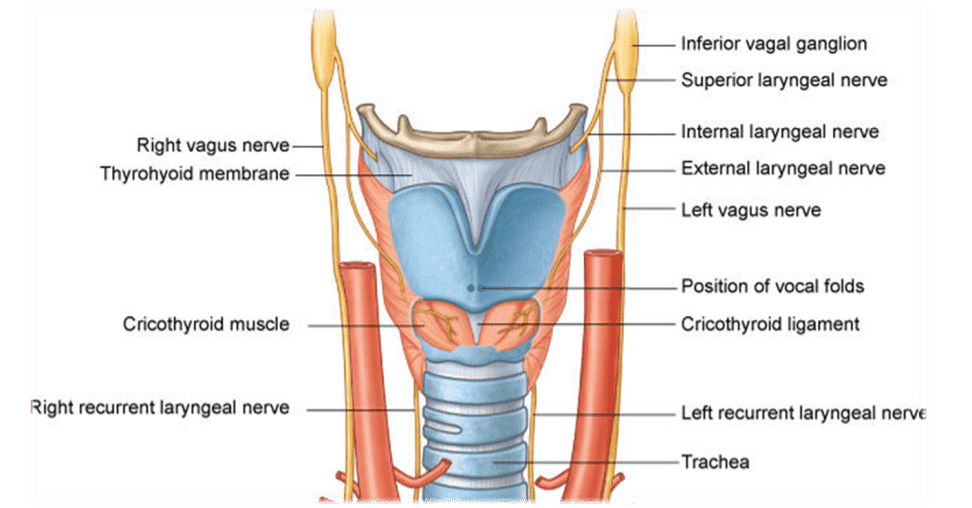 Inferior vagal ganglion
Superior laryngeal nerve
Right vagus nerve
Internal laryngeal nerve
Thyrohyoid membrane
External laryngeal nerve
Left vagus nerve
Position of vocal folds
Cricothyroid muscle
Cricothyroid ligament
Right recurrent laryngeal nerve
Left recurrent laryngeal nerve
Trachea